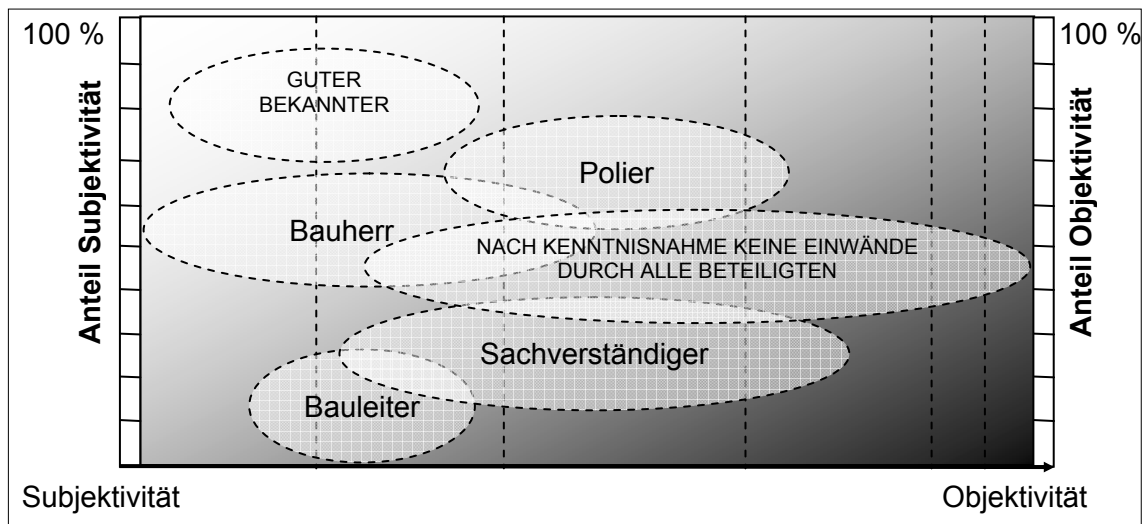 100 %
100 %
Anteil Subjektivität
Anteil Objektivität
GUTER
BEKANNTER
Polier
Bauherr
NACH KENNTNISNAHME KEINE EINWÄNDE
DURCH ALLE BETEILIGTEN
Sachverständiger
Bauleiter
Subjektivität
Objektivität